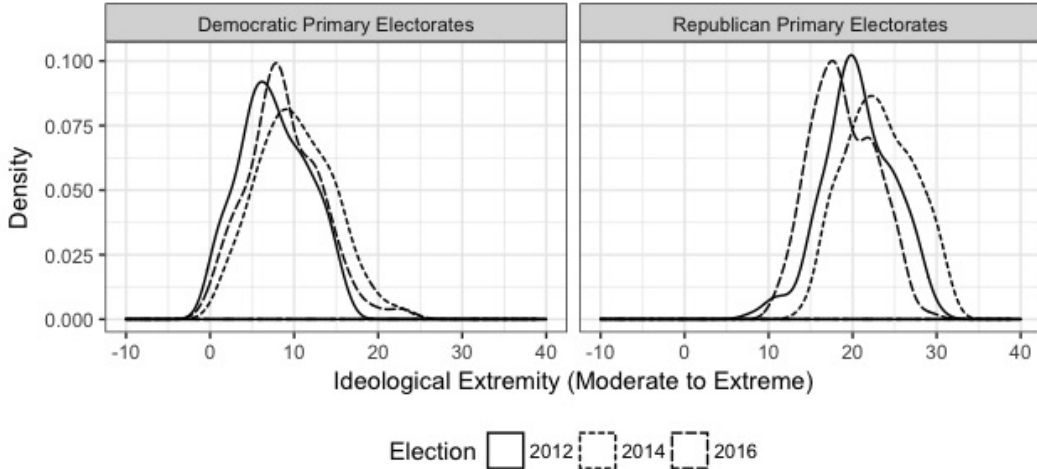 Democratic Primary Electorates
Republican Primary Electorates
0.100
0.075
0.050
0.025
0.000
Density
-10 0 10 20 30 40
-10 0 10 20 30 40
Ideological Extremity (Moderate to Extreme)
Election 2012 2014 2016